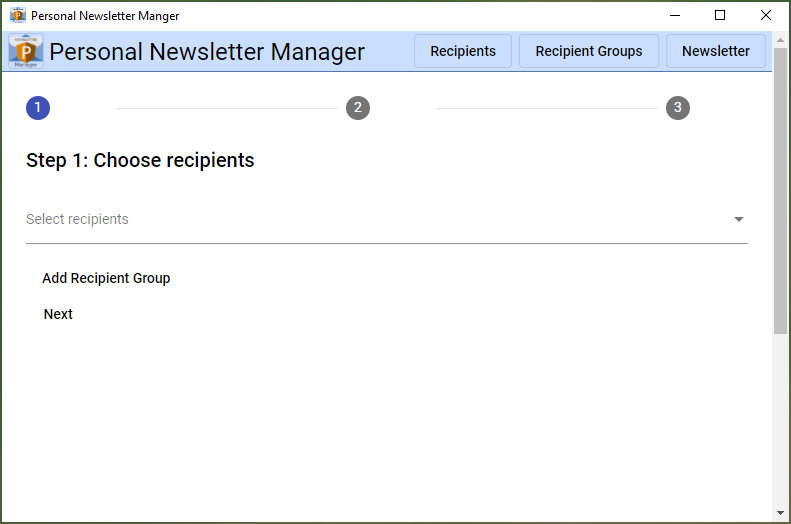 Personal Newsletter Manger
Personal Newsletter Manager
Recipients
Recipient Groups
Newsletter
1
2
3
Step 1: Choose recipients
Select recipients
Add Recipient Group
Next